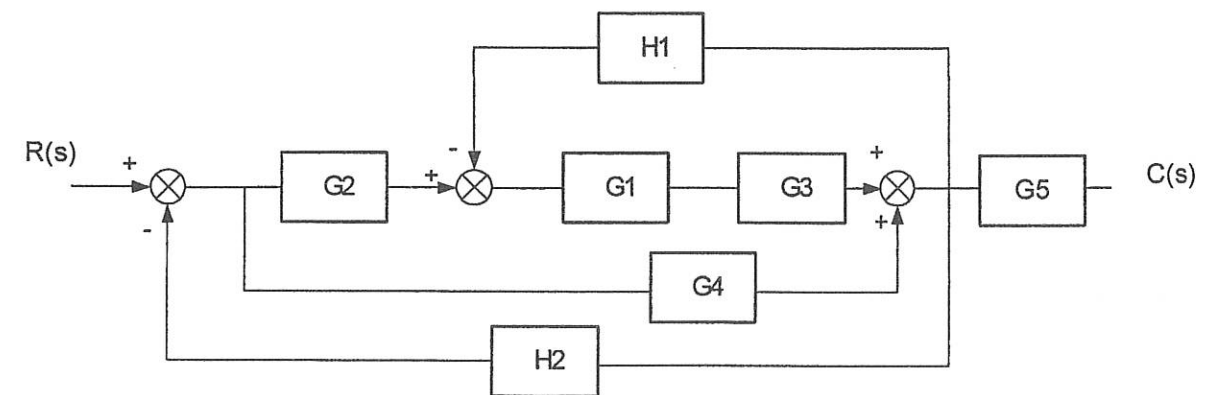 H1
R(s)
+
-
G2
+
-
G1
G3
+
+
G5
C(s)
G4
H2